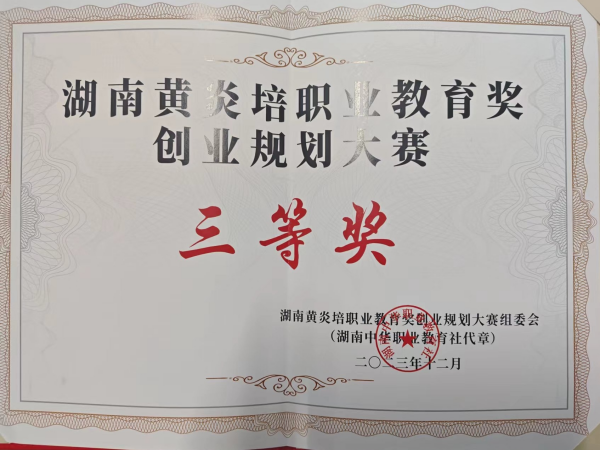 湖南黄炎培职业教育奖
创业规划大赛
三等奖
湖南黄炎培职业教育奖创业规划大赛组委会
（湖南中华职业教育社代章）
二〇二三年十二月